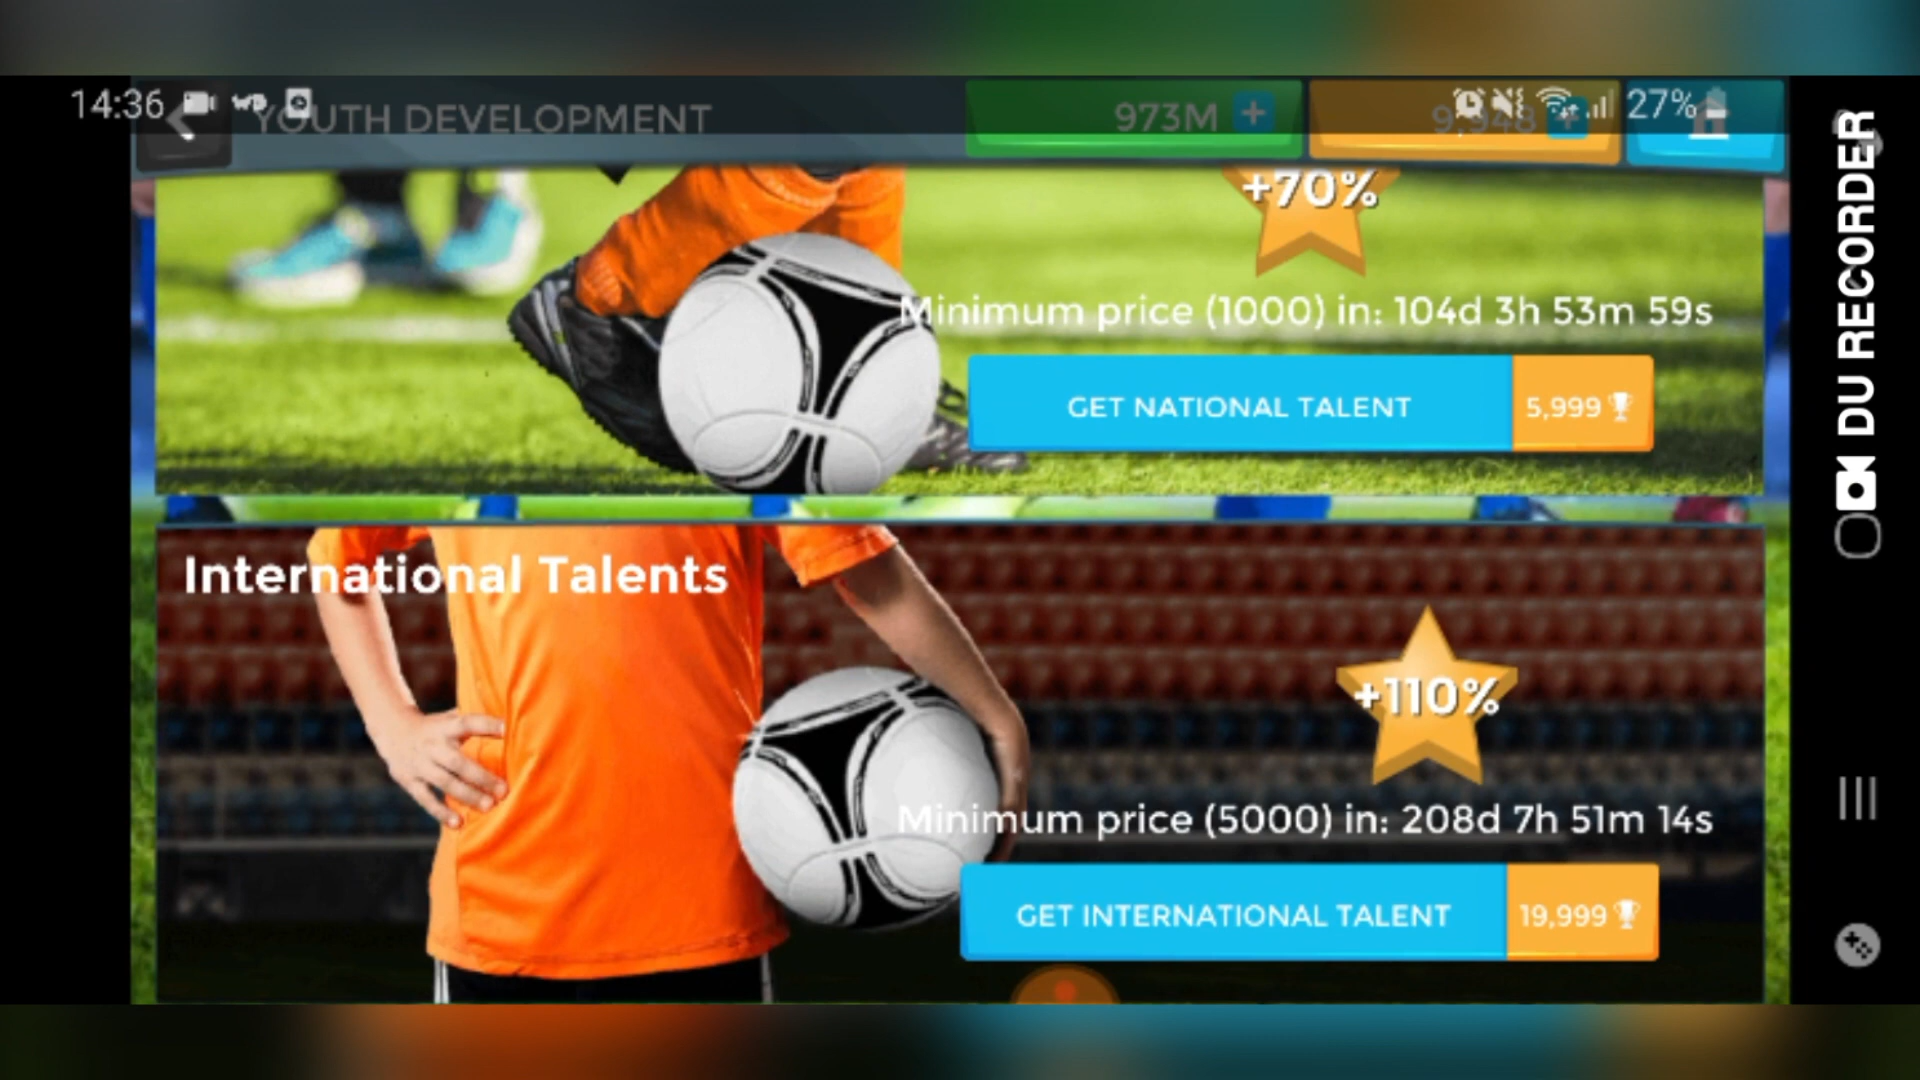 14:36
YOUTH DEVELOPMENT
973M +
9,948 +
27%
+70%
Minimum price (1000) in: 104d 3h 53m 59s
GET NATIONAL TALENT 5,999
International Talents
+110%
Minimum price (5000) in: 208d 7h 51m 14s
GET INTERNATIONAL TALENT 19,999
DU RECORDER